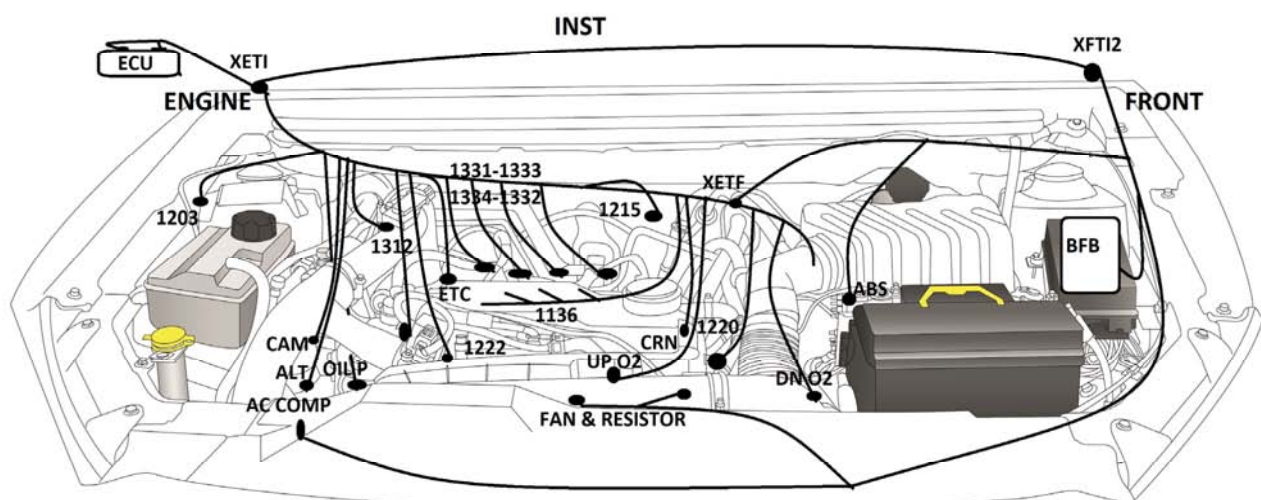 INST
ECU
XETI
XFTI2
ENGINE
FRONT
1331-1333
1334-1332
XETF
1203
1215
1312
BFB
ETC
ABS
1136
CAM
1222
CRN
1220
ALT
OIL P
UP O2
DN O2
AC COMP
FAN & RESISTOR